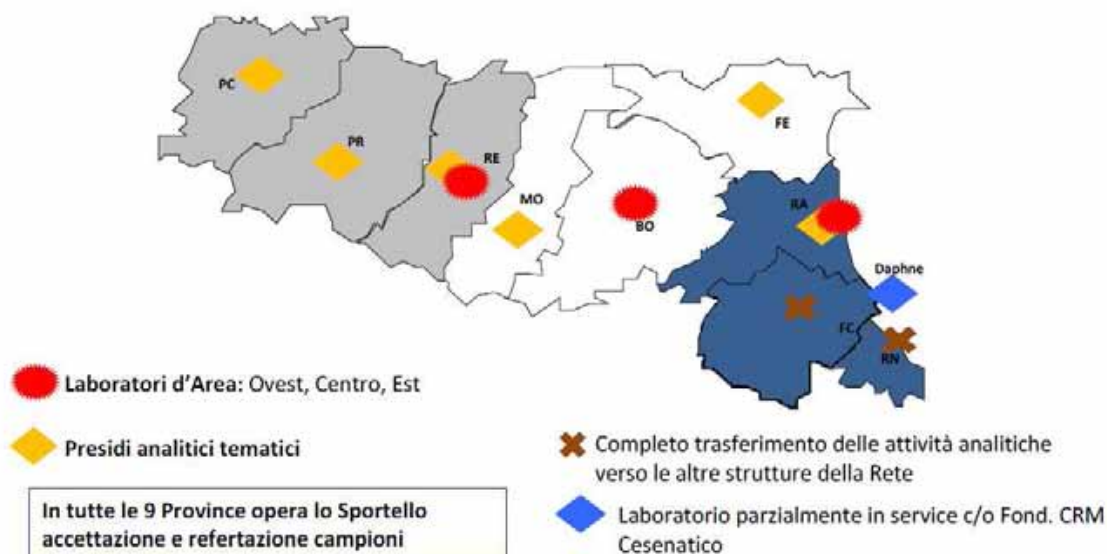 PC
PR
RE
MO
BO
FE
RA
Daphne
FC
RN
Laboratori d'Area: Ovest, Centro, Est
Presidi analitici tematici
In tutte le 9 Province opera lo Sportello
accettazione e refertazione campioni
Completo trasferimento delle attività analitiche
verso le altre strutture della Rete
Laboratorio parzialmente in service c/o Fond. CRM
Cesenatico